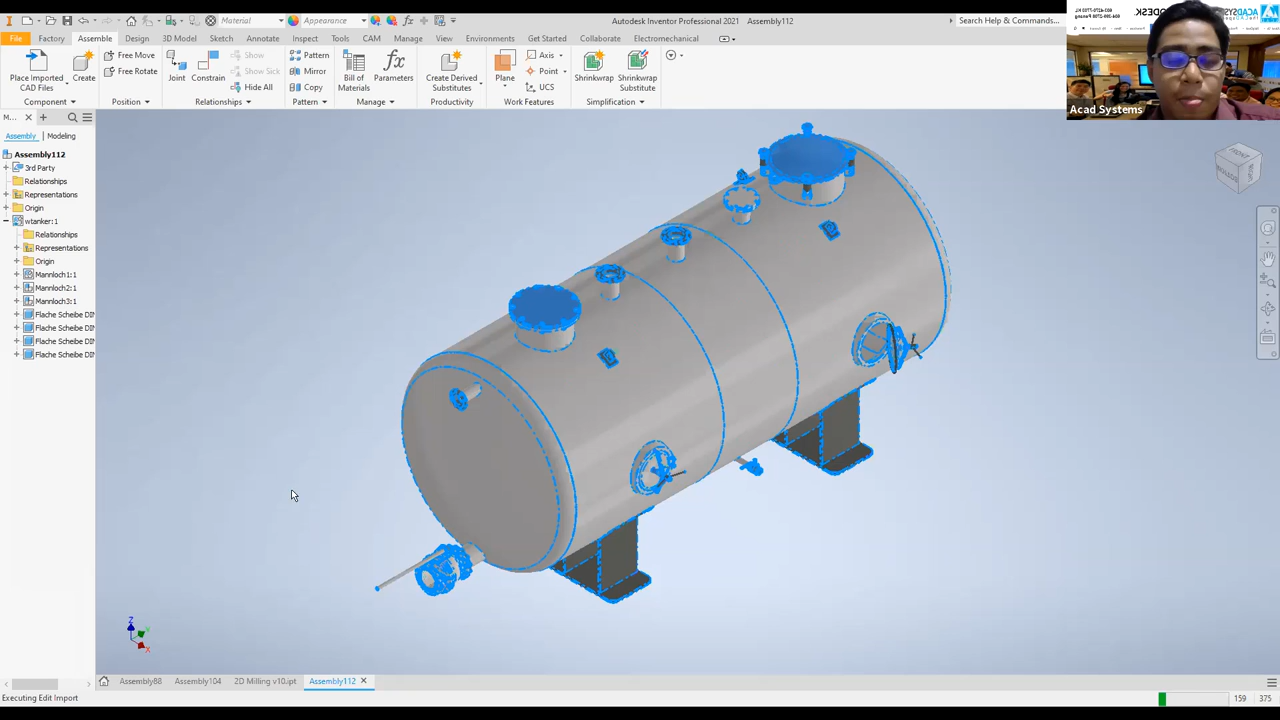 Material
Appearance
Autodesk Inventor Professional 2021 Assembly112
Search Help & Commands...
File Factory Assemble Design 3D Model Sketch Annotate Inspect Tools CAM Manage View Environments Get Started Collaborate Electromechanical
Place Imported CAD Files
Create
Component
Free Move
Free Rotate
Position
Joint
Constrain
Show
Show Sick
Hide All
Relationships
Pattern
Mirror
Copy
Pattern
Bill of Materials
Parameters
Manage
Create Derived Substitutes
Productivity
Plane
Axis
Point
UCS
Work Features
Shrinkwrap
Shrinkwrap Substitute
Simplification
Acad Systems
M...
Assembly Modeling
Assembly112
3rd Party
Relationships
Representations
Origin
wtanker:1
Relationships
Representations
Origin
Mannloch1:1
Mannloch2:1
Mannloch3:1
Flache Scheibe DIN
Flache Scheibe DIN
Flache Scheibe DIN
Flache Scheibe DIN
Z
Y
X
Assembly88 Assembly104 2D Milling v10.ipt Assembly112
Executing Edit Import
159 375